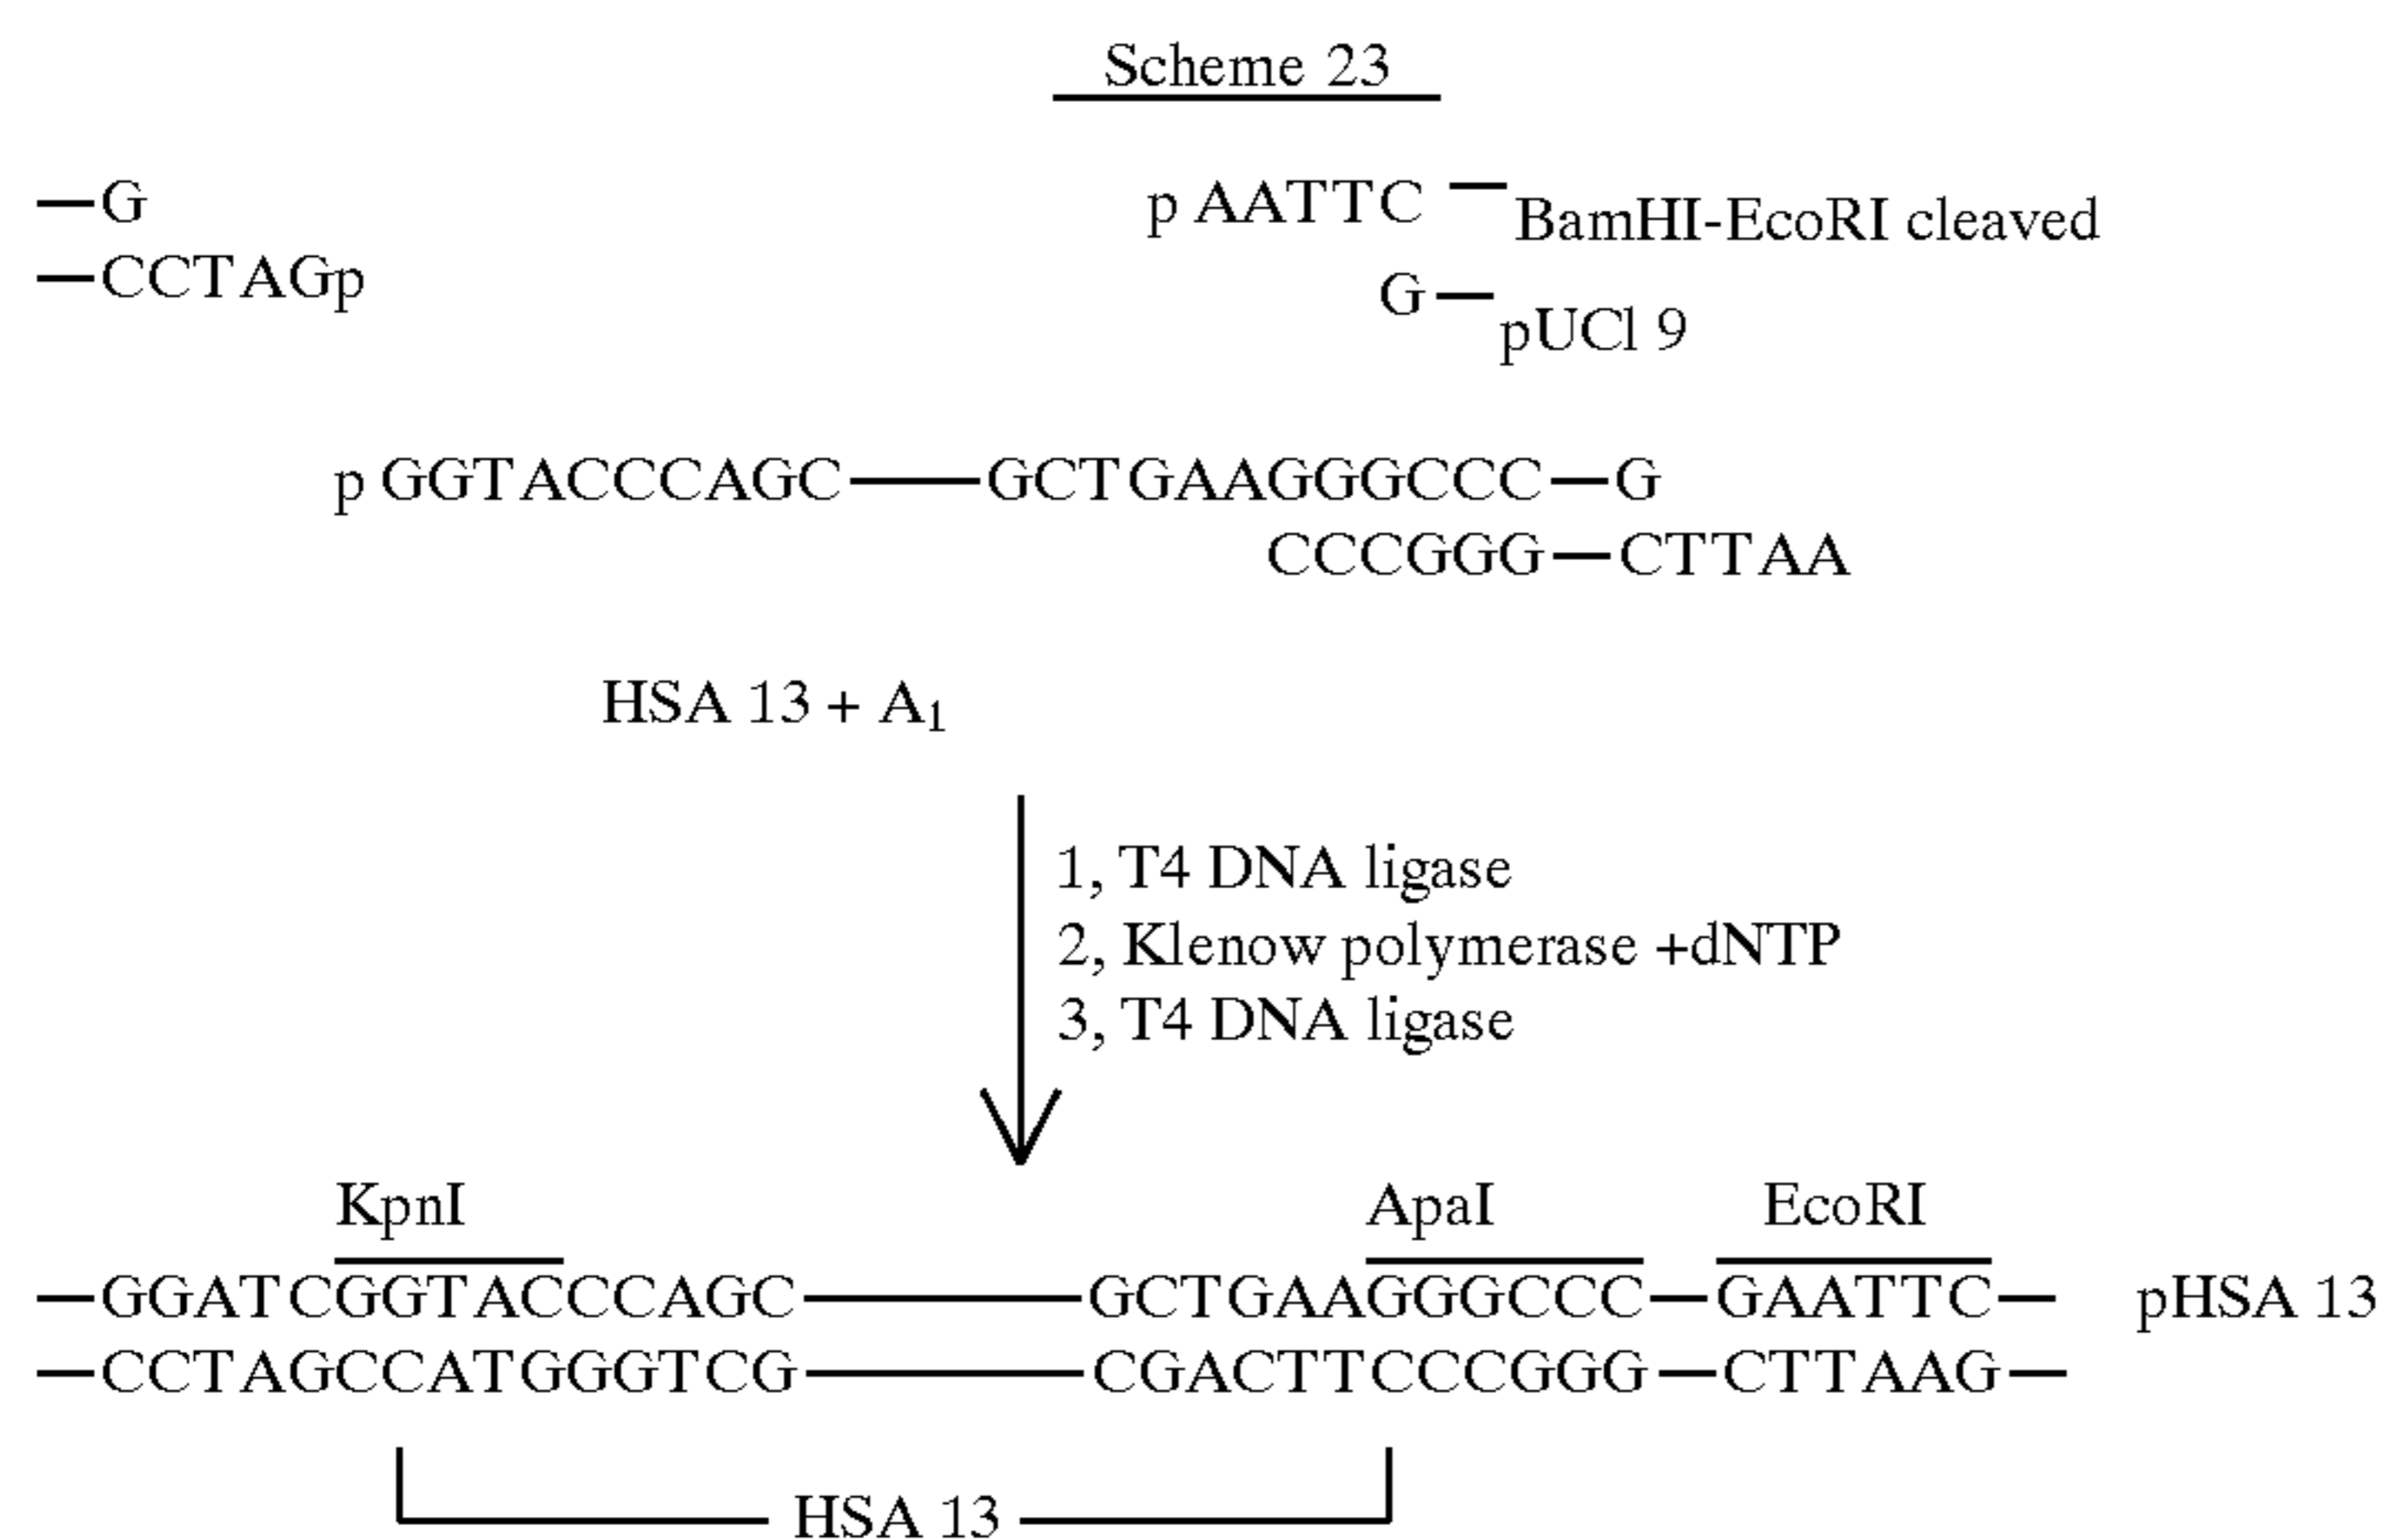 Scheme 23
G
p AATTC
BamHI-EcoRI cleaved
CCTAGp
G
pUCl 9
p GGTACCCAGC GCTGAAGGGCCC G
CCCGGG CTTAA
HSA 13 + A1
1, T4 DNA ligase
2, Klenow polymerase +dNTP
3, T4 DNA ligase
KpnI ApaI EcoRI
GGATCGGTACCCAGC GCTGAAGGGCCC GAATTC pHSA 13
CCTAGCCATGGGTCG CGACTTCCCGGG CTTAAG
HSA 13